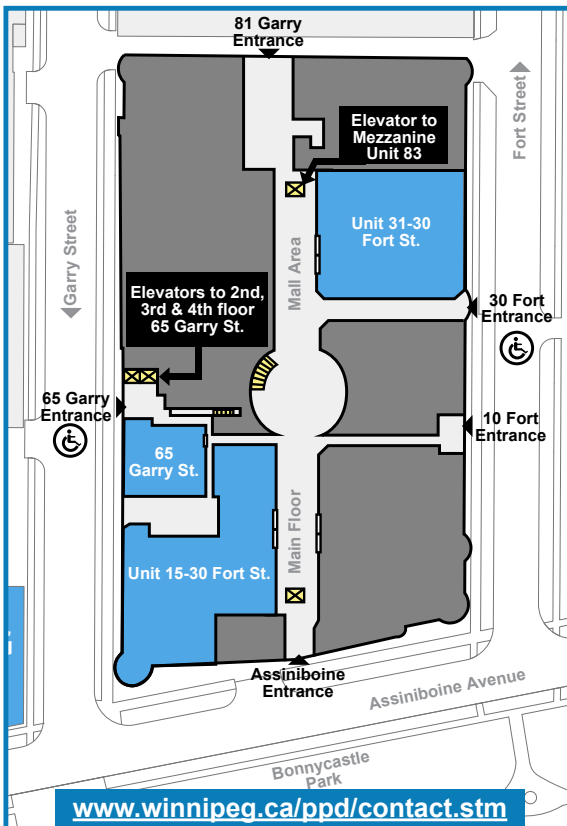 81 Garry
Entrance
Elevator to
Mezzanine
Unit 83
Fort Street
Unit 31-30
Fort St.
Garry Street
Mall Area
Elevators to 2nd,
3rd & 4th floor
65 Garry St.
30 Fort
Entrance
65 Garry
Entrance
10 Fort
Entrance
65
Garry St.
Main Floor
Unit 15-30 Fort St.
Assiniboine
Entrance
Assiniboine Avenue
Bonnycastle
Park
www.winnipeg.ca/ppd/contact.stm